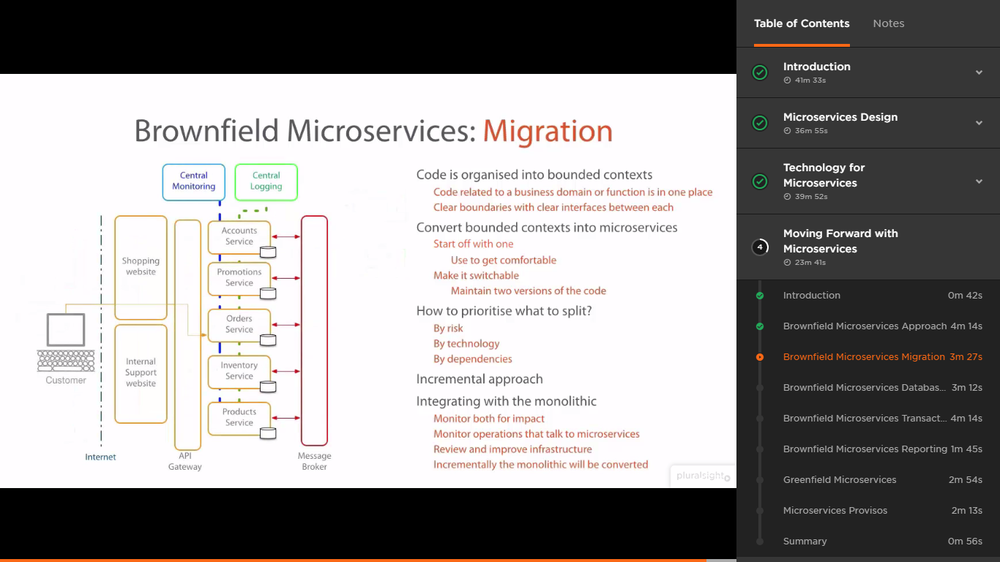 Brownfield Microservices: Migration
Central
Monitoring
Central
Logging
Shopping
website
Internal
Support
website
Accounts
Service
Promotions
Service
Orders
Service
Inventory
Service
Products
Service
Customer
Internet
API
Gateway
Message
Broker
Code is organised into bounded contexts
Code related to a business domain or function is in one place
Clear boundaries with clear interfaces between each
Convert bounded contexts into microservices
Start off with one
Use to get comfortable
Make it switchable
Maintain two versions of the code
How to prioritise what to split?
By risk
By technology
By dependencies
Incremental approach
Integrating with the monolithic
Monitor both for impact
Monitor operations that talk to microservices
Review and improve infrastructure
Incrementally the monolithic will be converted
pluralsight
Table of Contents
Notes
Introduction
41m 33s
Microservices Design
36m 55s
Technology for
Microservices
39m 52s
4
Moving Forward with
Microservices
23m 41s
Introduction 0m 42s
Brownfield Microservices Approach 4m 14s
Brownfield Microservices Migration 3m 27s
Brownfield Microservices Databas... 3m 12s
Brownfield Microservices Transact... 4m 14s
Brownfield Microservices Reporting 1m 45s
Greenfield Microservices 2m 54s
Microservices Provisos 2m 13s
Summary 0m 56s